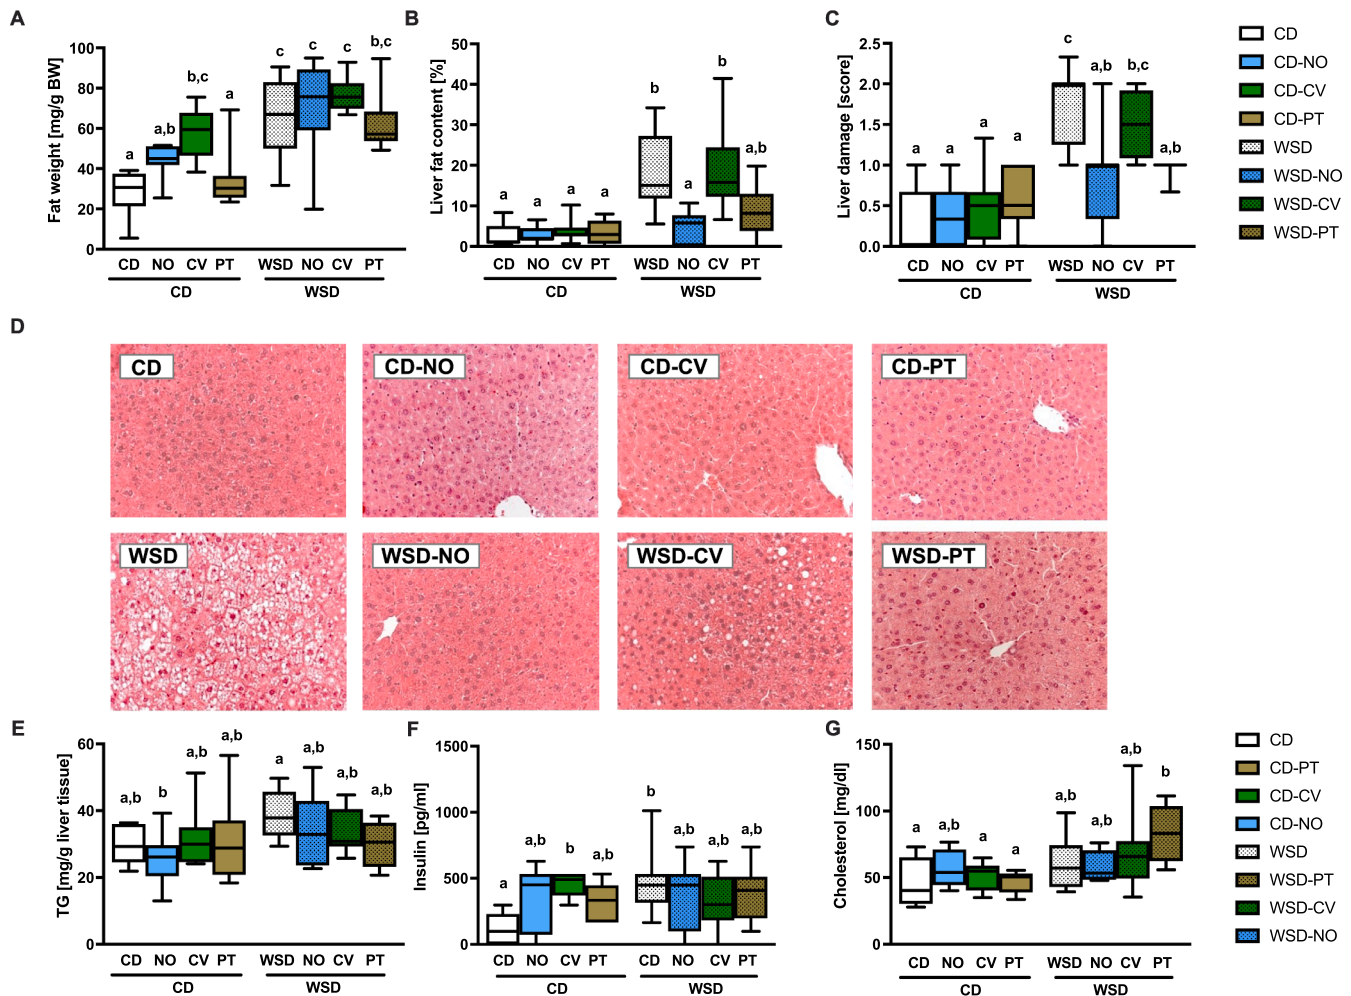 A
Fat weight [mg/g BW]
100
80
60
40
20
0
a
a,b
b,c
a
c
c
c
b,c
CD NO CV PT WSD NO CV PT
CD WSD
B
Liver fat content [%]
50
40
30
20
10
0
a
a
a
a
b
a
b
a,b
CD NO CV PT WSD NO CV PT
CD WSD
C
Liver damage [score]
2.5
2.0
1.5
1.0
0.5
0.0
a
a
a
a
c
a,b
b,c
a,b
CD NO CV PT WSD NO CV PT
CD WSD
CD
CD-NO
CD-CV
CD-PT
WSD
WSD-NO
WSD-CV
WSD-PT
D
CD
CD-NO
CD-CV
CD-PT
WSD
WSD-NO
WSD-CV
WSD-PT
E
TG [mg/g liver tissue]
60
40
20
0
a,b
b
a,b
a,b
a
a,b
a,b
a,b
CD NO CV PT WSD NO CV PT
CD WSD
F
Insulin [pg/ml]
1500
1000
500
0
a
a,b
b
a,b
b
a,b
a,b
a,b
CD NO CV PT CD NO CV PT
CD WSD
G
Cholesterol [mg/dl]
150
100
50
0
a
a,b
a
a
a,b
a,b
a,b
b
CD NO CV PT WSD NO CV PT
CD WSD
CD
CD-PT
CD-CV
CD-NO
WSD
WSD-PT
WSD-CV
WSD-NO